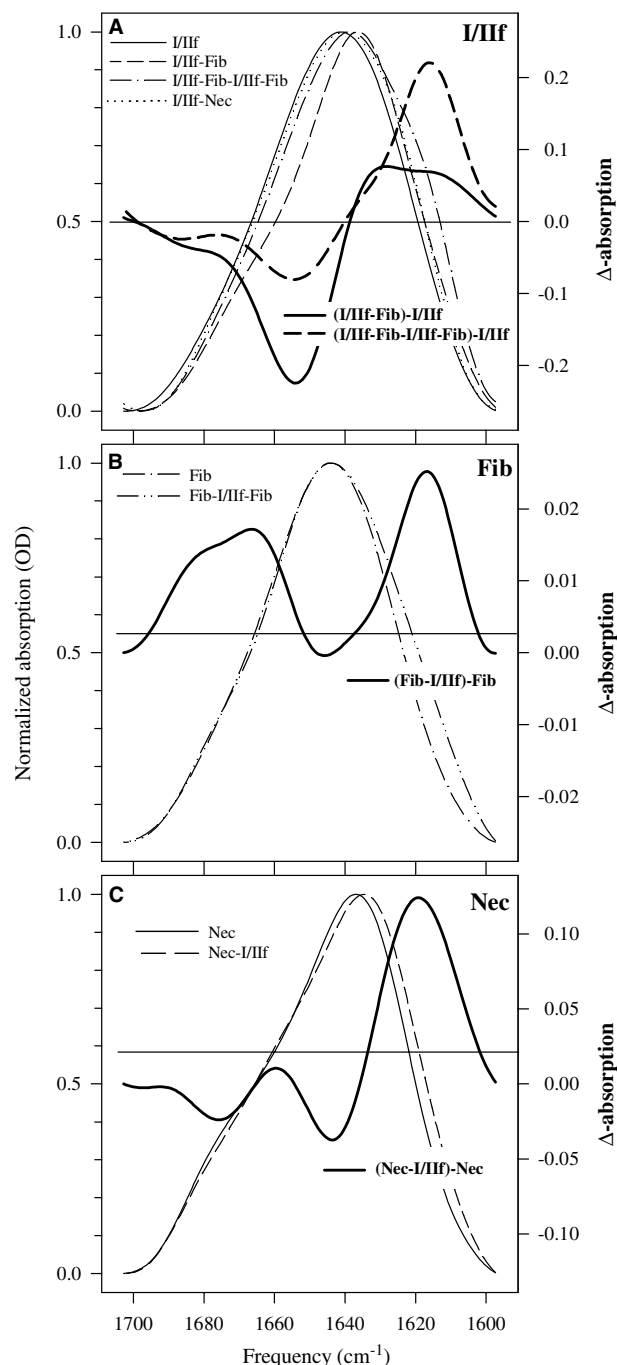 A
I/IIf
I/IIf
I/IIf-Fib
I/IIf-Fib-I/IIf-Fib
I/IIf-Nec
1.0
0.5
0.0
0.2
0.1
0.0
-0.1
-0.2
(I/IIf-Fib)-I/IIf
(I/IIf-Fib-I/IIf-Fib)-I/IIf
Δ-absorption
B
Fib
Fib
Fib-I/IIf-Fib
1.0
0.5
0.0
0.02
0.01
0.00
-0.01
-0.02
(Fib-I/IIf)-Fib
Δ-absorption
Normalized absorption (OD)
C
Nec
Nec
Nec-I/IIf
1.0
0.5
0.0
0.10
0.05
0.00
-0.05
-0.10
(Nec-I/IIf)-Nec
Δ-absorption
1700 1680 1660 1640 1620 1600
Frequency (cm⁻¹)